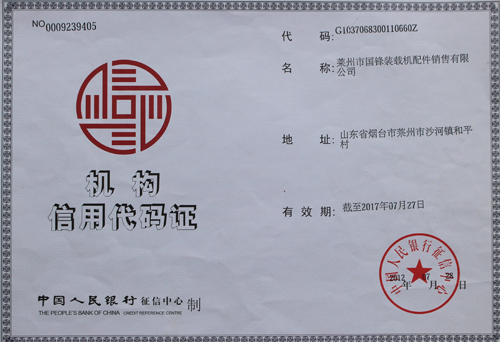 NO0009239405
机构
信用代码证
中国人民银行征信中心 制
THE PEOPLE'S BANK OF CHINA CREDIT REFERENCE CENTRE
代 码: G1037068300110660Z
名 称: 莱州市国锋装载机配件销售有限
公司
地 址: 山东省烟台市莱州市沙河镇和平
村
有 效 期: 截至2017年07月27日
中国人民银行征信中心
年 月 日